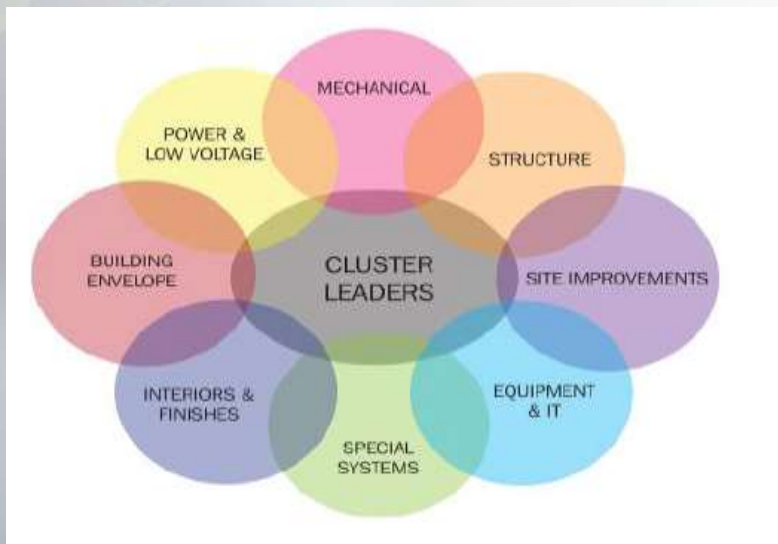 MECHANICAL
POWER &
LOW VOLTAGE
STRUCTURE
BUILDING
ENVELOPE
CLUSTER
LEADERS
SITE IMPROVEMENTS
INTERIORS &
FINISHES
EQUIPMENT
& IT
SPECIAL
SYSTEMS